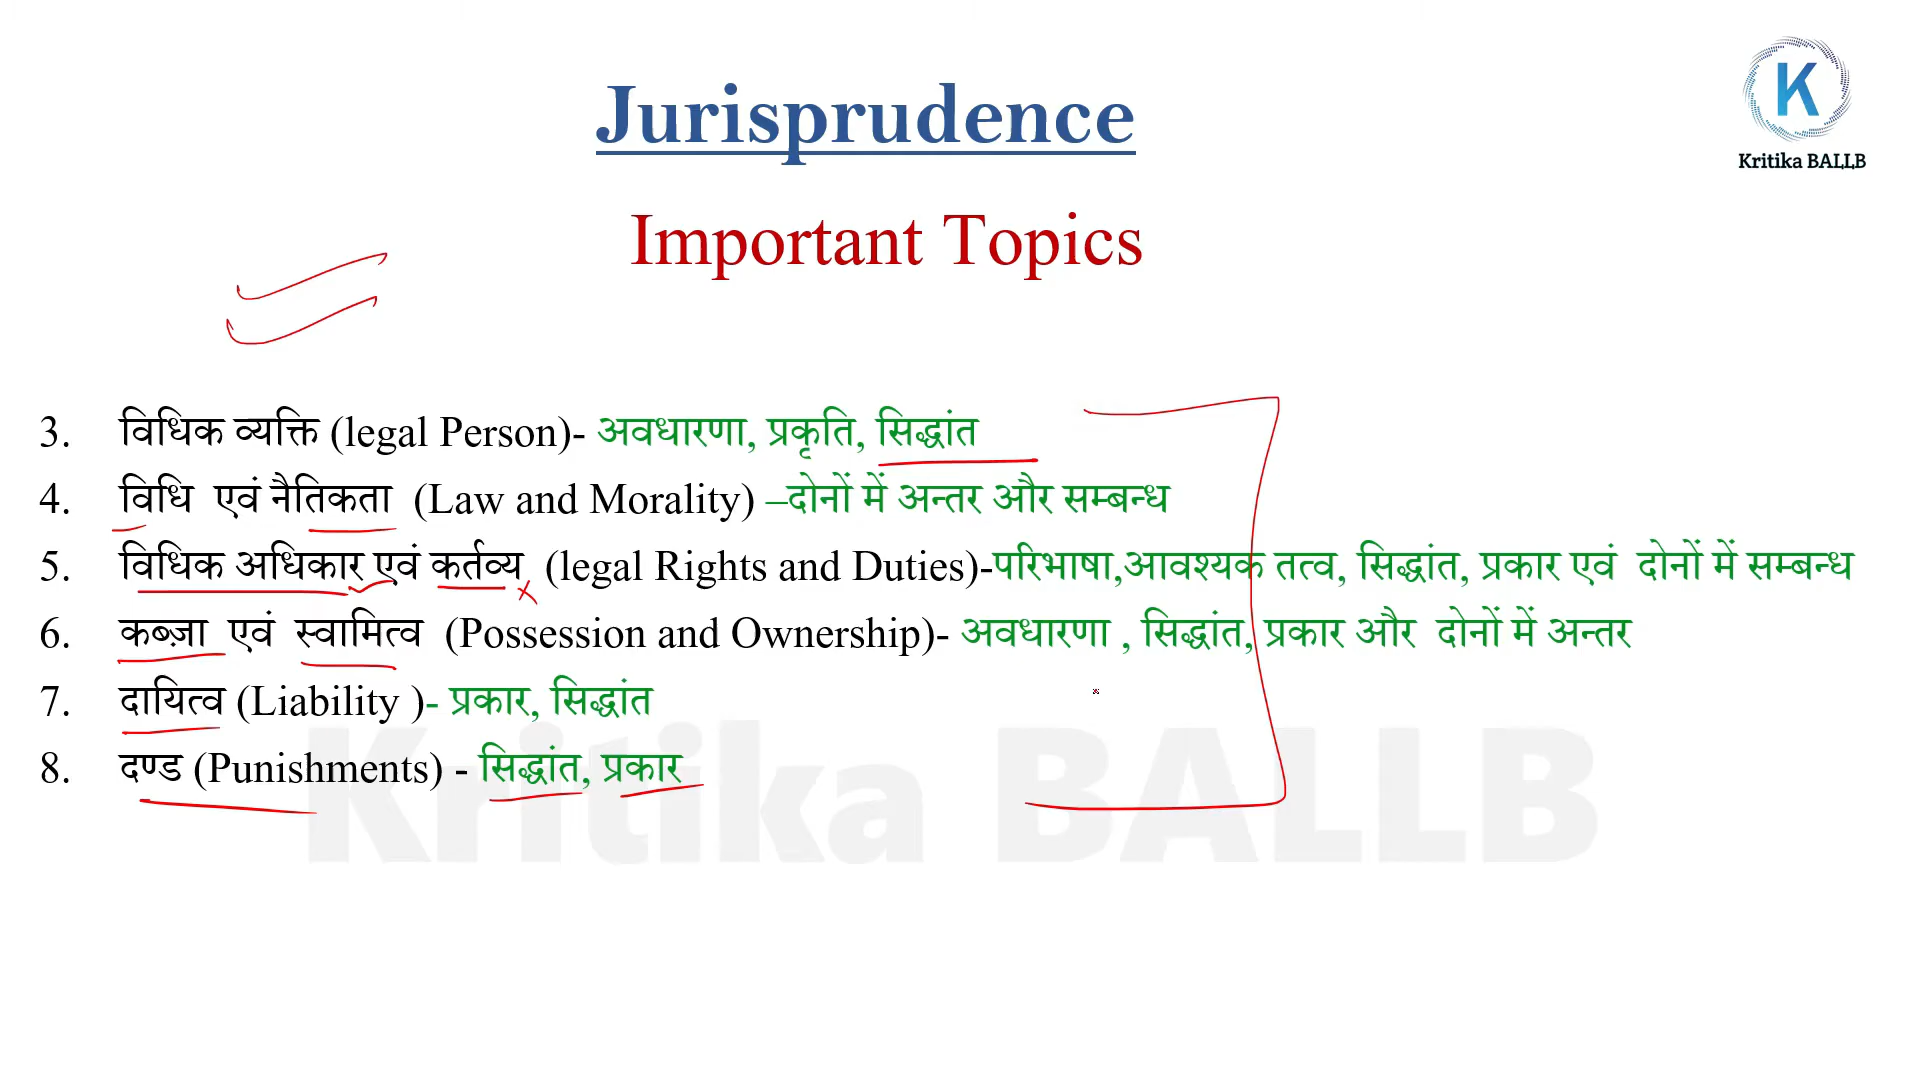 Jurisprudence
K
Kritika BALLB
Important Topics
3. विधिक व्यक्ति (legal Person)- अवधारणा, प्रकृति, सिद्धांत
4. विधि एवं नैतिकता (Law and Morality) –दोनों में अन्तर और सम्बन्ध
5. विधिक अधिकार एवं कर्तव्य (legal Rights and Duties)-परिभाषा,आवश्यक तत्व, सिद्धांत, प्रकार एवं दोनों में सम्बन्ध
6. कब्ज़ा एवं स्वामित्व (Possession and Ownership)- अवधारणा , सिद्धांत, प्रकार और दोनों में अन्तर
7. दायित्व (Liability )- प्रकार, सिद्धांत
8. दण्ड (Punishments) - सिद्धांत, प्रकार
Kritika BALLB